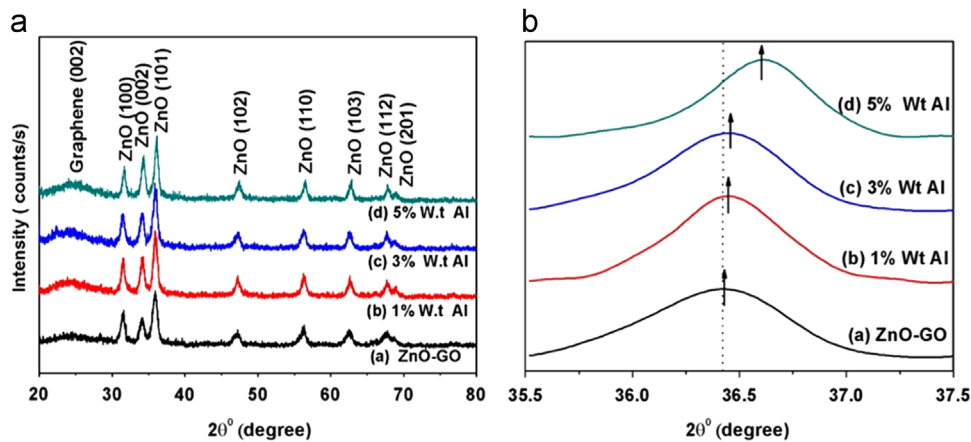 a
Intensity ( counts/s)
Graphene (002)
ZnO (100)
ZnO (002)
ZnO (101)
ZnO (102)
ZnO (110)
ZnO (103)
ZnO (112)
ZnO (201)
(d) 5% W.t Al
(c) 3% W.t Al
(b) 1% W.t Al
(a) ZnO-GO
20 30 40 50 60 70 80
2θ⁰ (degree)
b
(d) 5% Wt Al
(c) 3% Wt Al
(b) 1% Wt Al
(a) ZnO-GO
35.5 36.0 36.5 37.0 37.5
2θ⁰ (degree)